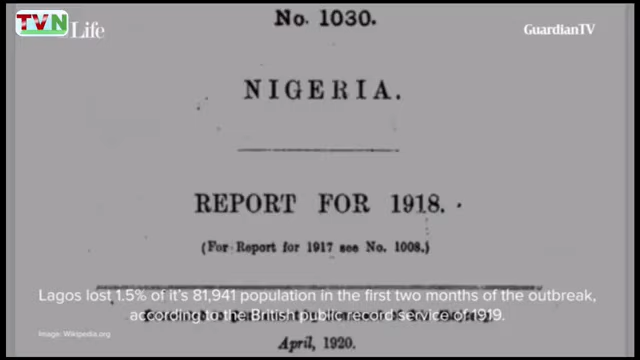 TVN
Life
GuardianTV
No. 1030.
NIGERIA.
REPORT FOR 1918.
(For Report for 1917 see No. 1008.)
Lagos lost 1.5% of it's 81,941 population in the first two months of the outbreak,
according to the British public record service of 1919.
Image: Wikipedia.org
April, 1920.